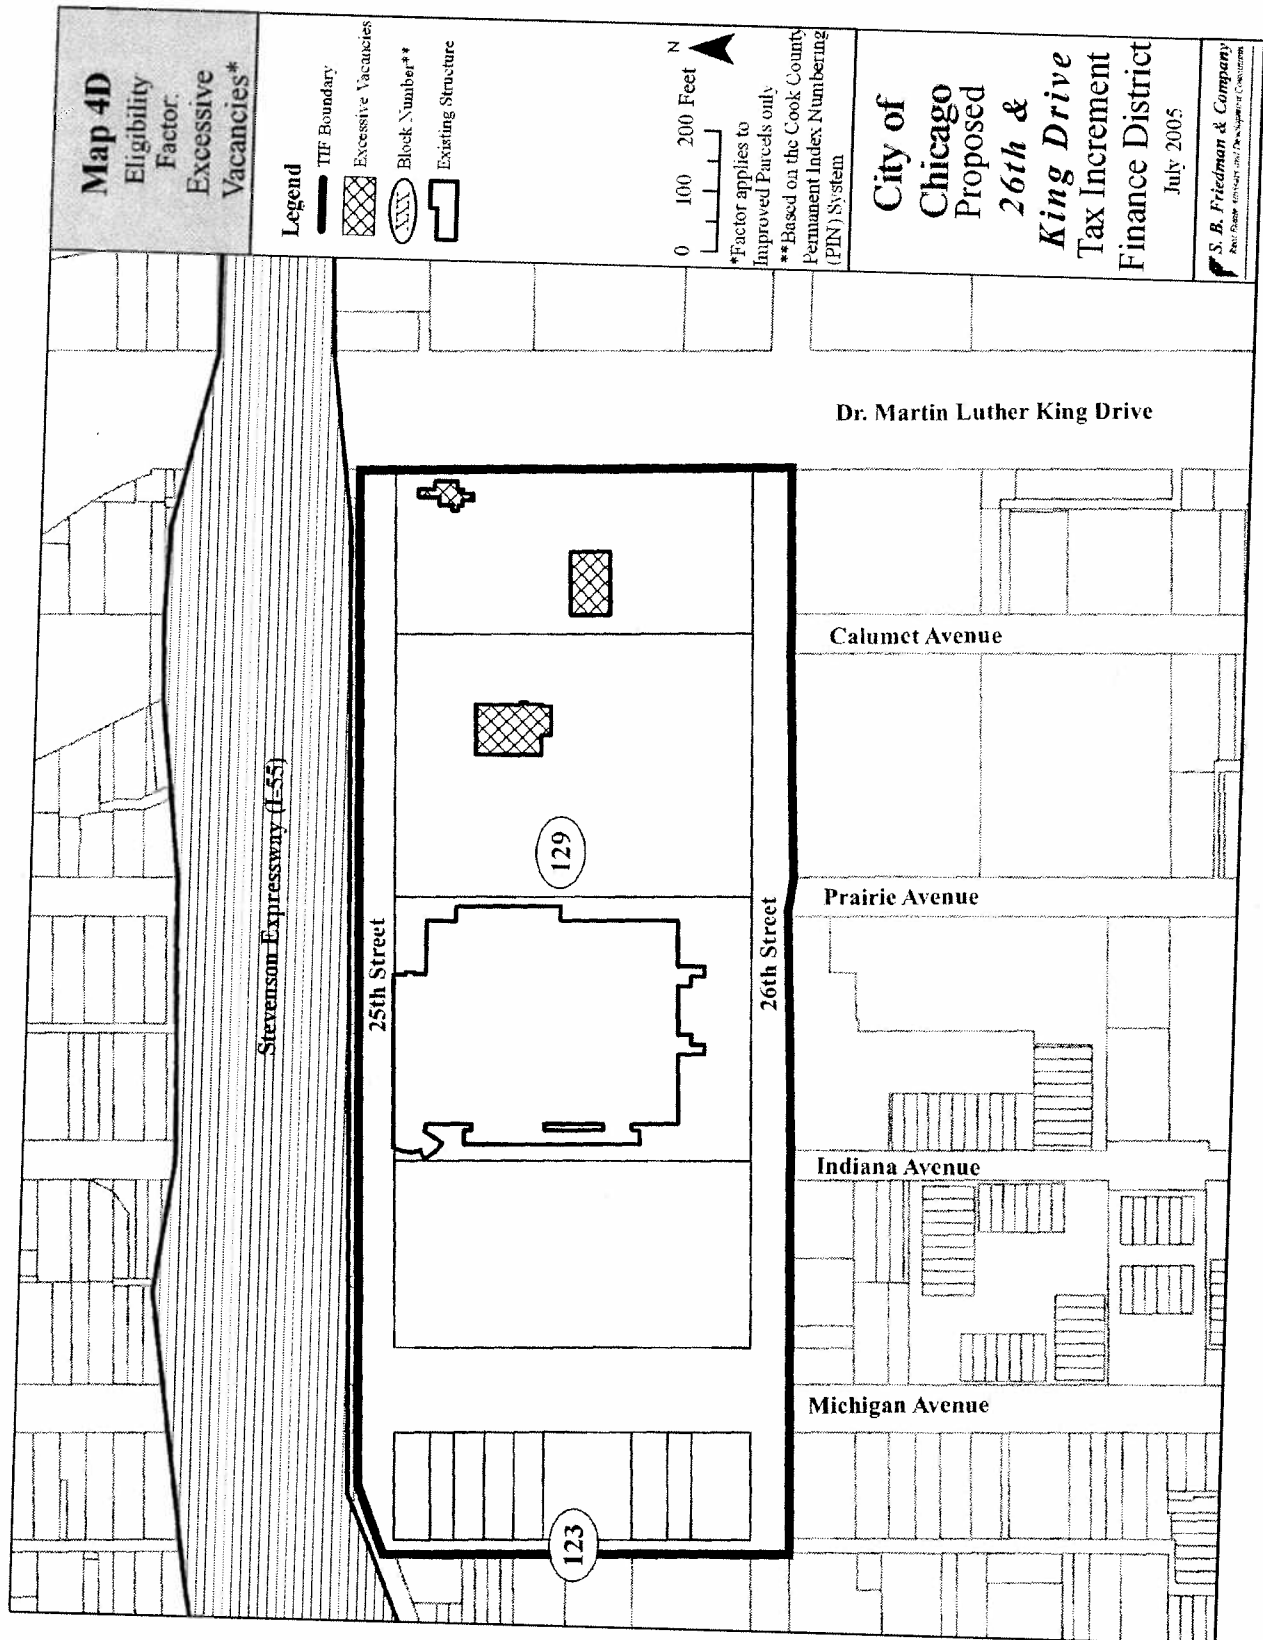 Map 4D
Eligibility
Factor.
Excessive
Vacancies*
Legend
TIF Boundary
Excessive Vacancies
XXX
Block Number**
Existing Structure
N
0 100 200 Feet
*Factor applies to
Improved Parcels only
**Based on the Cook County
Permanent Index Numbering
(PIN) System
City of
Chicago
Proposed
26th &
King Drive
Tax Increment
Finance District
July 2005
S. B. Friedman & Company
Stevenson Expressway (I-55)
25th Street
26th Street
129
123
Dr. Martin Luther King Drive
Calumet Avenue
Prairie Avenue
Indiana Avenue
Michigan Avenue